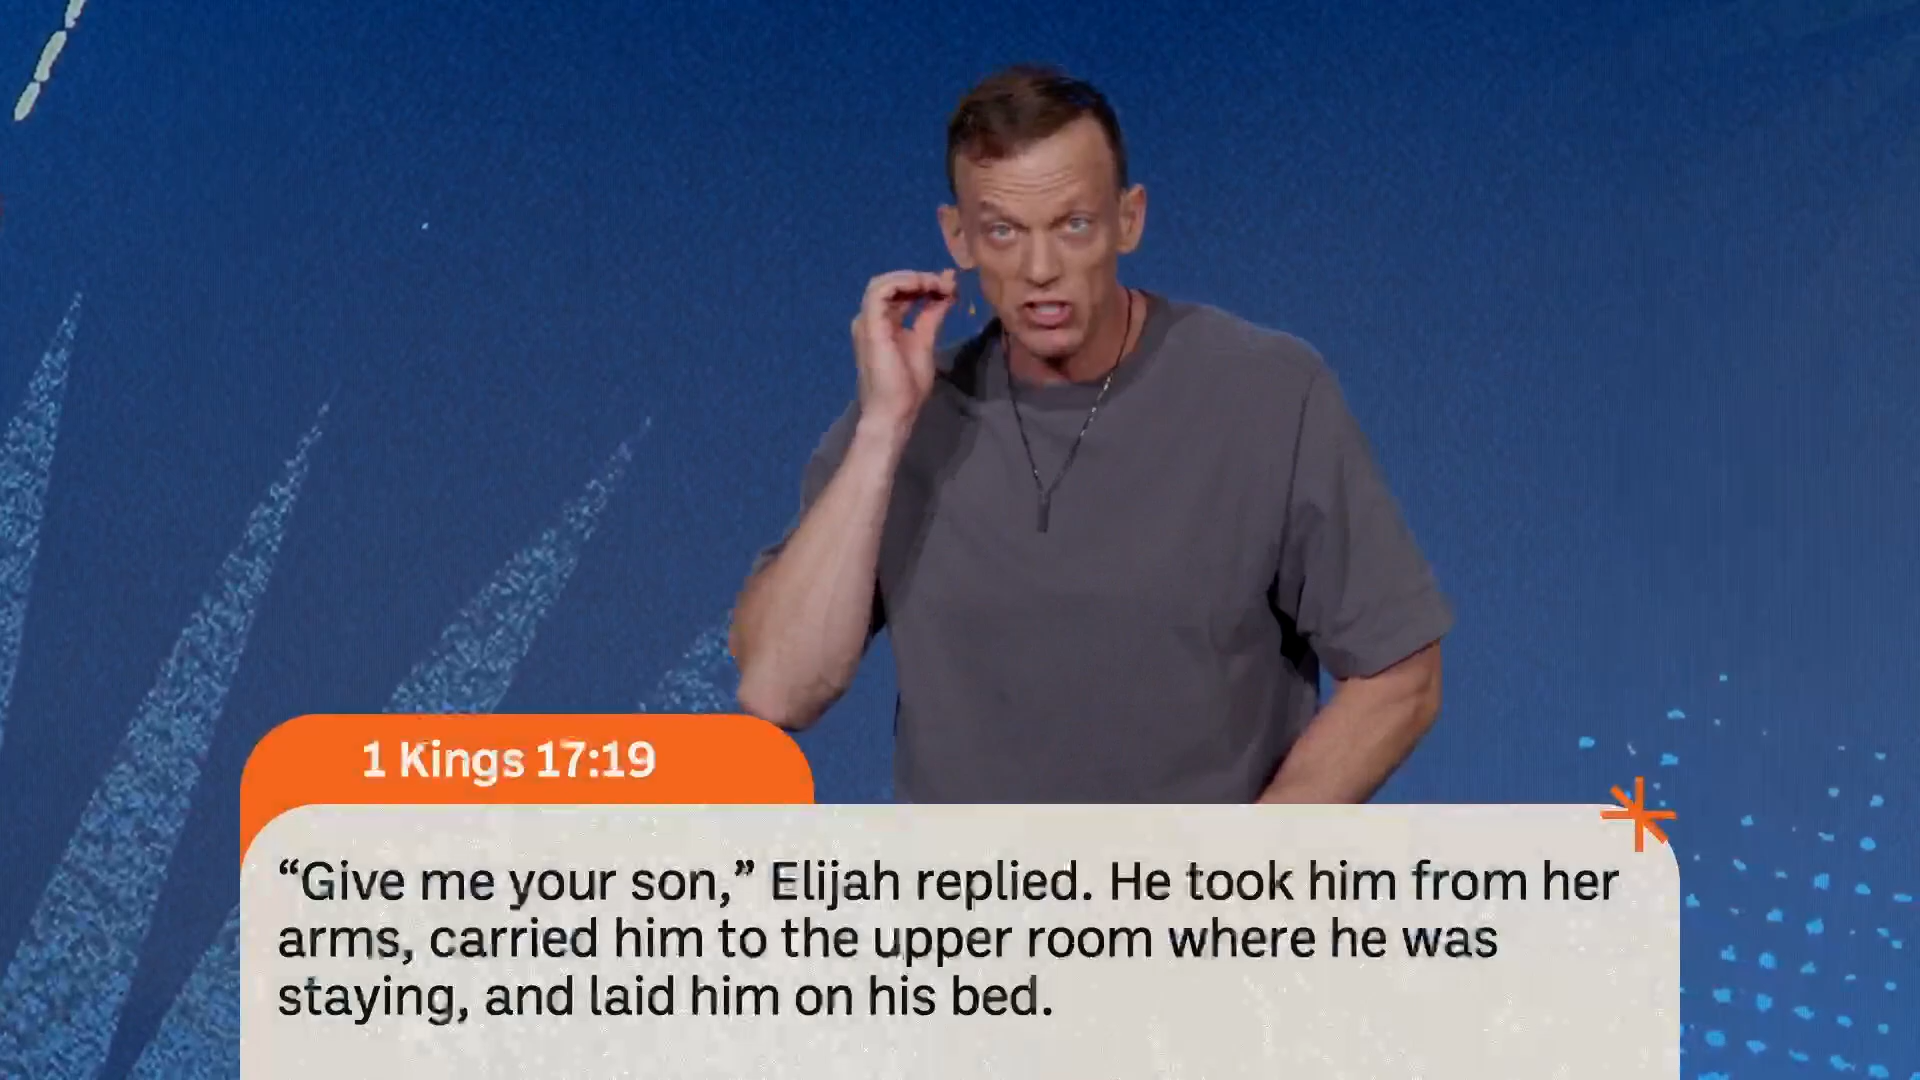 1 Kings 17:19
“Give me your son,” Elijah replied. He took him from her
arms, carried him to the upper room where he was
staying, and laid him on his bed.